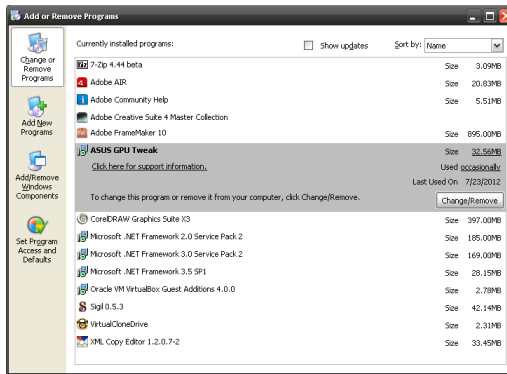 Add or Remove Programs
Change or
Remove
Programs
Add New
Programs
Add/Remove
Windows
Components
Set Program
Access and
Defaults
Currently installed programs:
Show updates
Sort by: Name
7-Zip 4.44 beta Size 3.09MB
Adobe AIR Size 20.83MB
Adobe Community Help Size 5.51MB
Adobe Creative Suite 4 Master Collection
Adobe FrameMaker 10 Size 895.00MB
ASUS GPU Tweak Size 32.56MB
Click here for support information. Used occasionally
Last Used On 7/23/2012
To change this program or remove it from your computer, click Change/Remove. Change/Remove
CorelDRAW Graphics Suite X3 Size 397.00MB
Microsoft .NET Framework 2.0 Service Pack 2 Size 185.00MB
Microsoft .NET Framework 3.0 Service Pack 2 Size 169.00MB
Microsoft .NET Framework 3.5 SP1 Size 28.15MB
Oracle VM VirtualBox Guest Additions 4.0.0 Size 2.78MB
Sigil 0.5.3 Size 42.14MB
VirtualCloneDrive Size 2.31MB
XML Copy Editor 1.2.0.7-2 Size 33.45MB